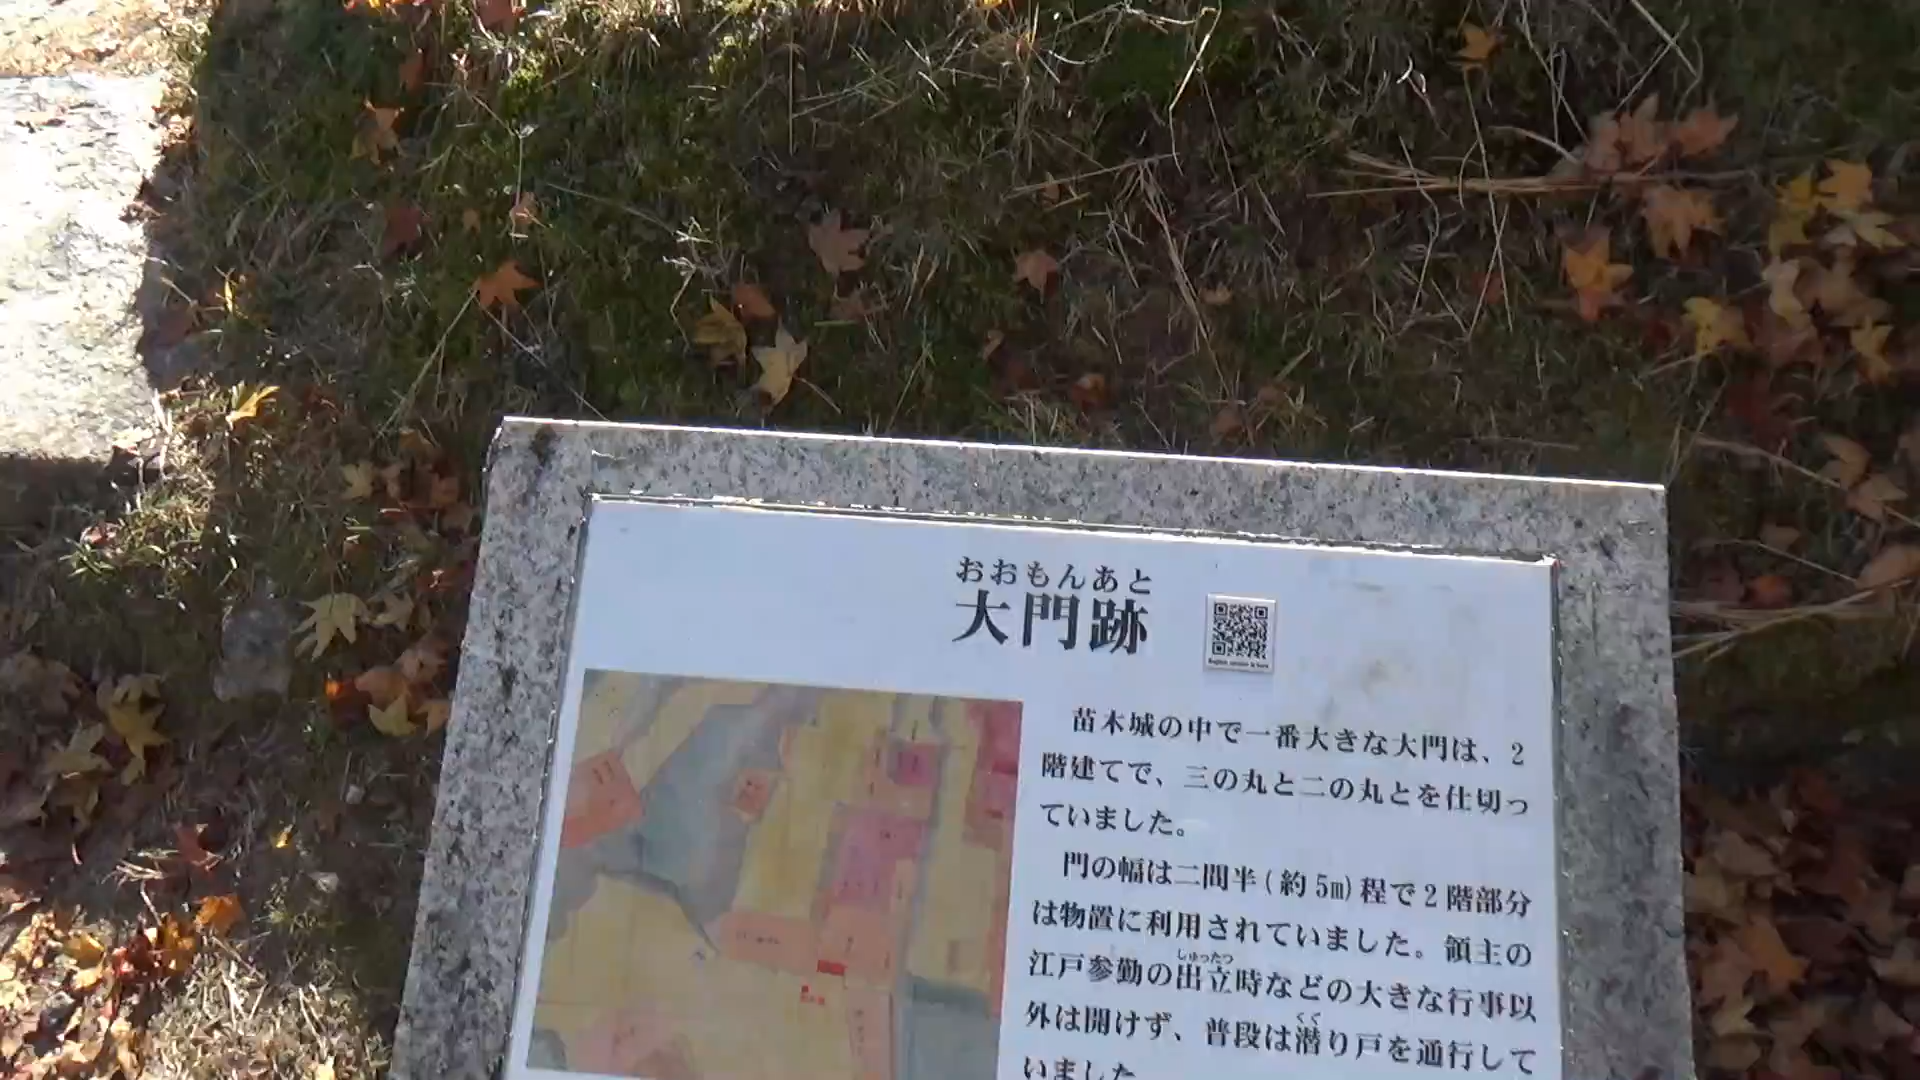 おおもんあと
大門跡
苗木城の中で一番大きな大門は、2
階建てで、三の丸と二の丸とを仕切っ
ていました。
門の幅は二間半(約5m)程で2階部分
は物置に利用されていました。領主の
しゅったつ
江戸参勤の出立時などの大きな行事以
くぐ
外は開けず、普段は潜り戸を通行して
いました